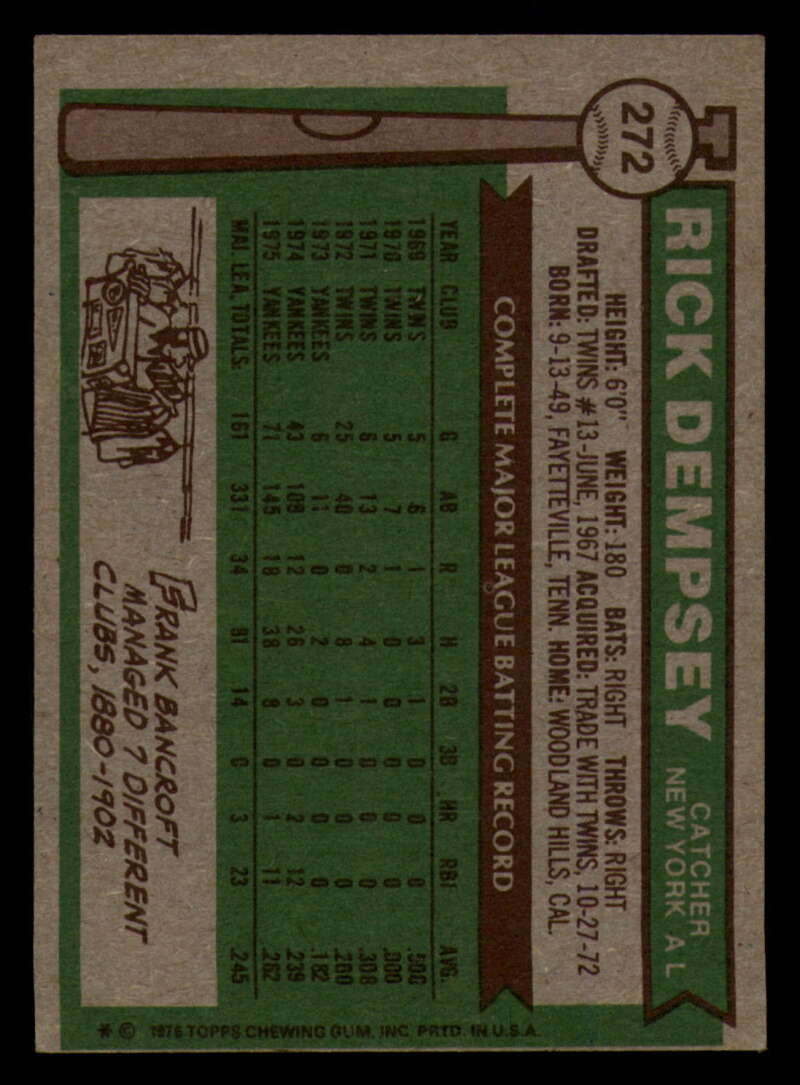 272
RICK DEMPSEY
CATCHER
NEW YORK A L
HEIGHT: 6'0" WEIGHT: 180 BATS: RIGHT THROWS: RIGHT
DRAFTED: TWINS #13-JUNE, 1967 ACQUIRED: TRADE WITH TWINS, 10-27-72
BORN: 9-13-49, FAYETTEVILLE, TENN. HOME: WOODLAND HILLS, CAL.
COMPLETE MAJOR LEAGUE BATTING RECORD
YEAR CLUB G AB R H 2B 3B HR RBI AVG.
1969 TWINS 5 6 1 3 1 0 0 0 .500
1970 TWINS 5 7 1 0 0 0 0 0 .000
1971 TWINS 6 13 2 4 1 0 0 0 .308
1972 TWINS 25 40 0 8 1 0 0 0 .200
1973 YANKEES 6 11 0 2 0 0 0 0 .182
1974 YANKEES 43 109 12 26 3 0 2 12 .239
1975 YANKEES 71 145 18 38 8 0 1 11 .262
MAJ. LEA. TOTALS: 161 331 34 81 14 0 3 23 .245
FRANK BANCROFT
MANAGED 7 DIFFERENT
CLUBS, 1880-1902
* © 1976 TOPPS CHEWING GUM, INC. PRTD. IN U.S.A.